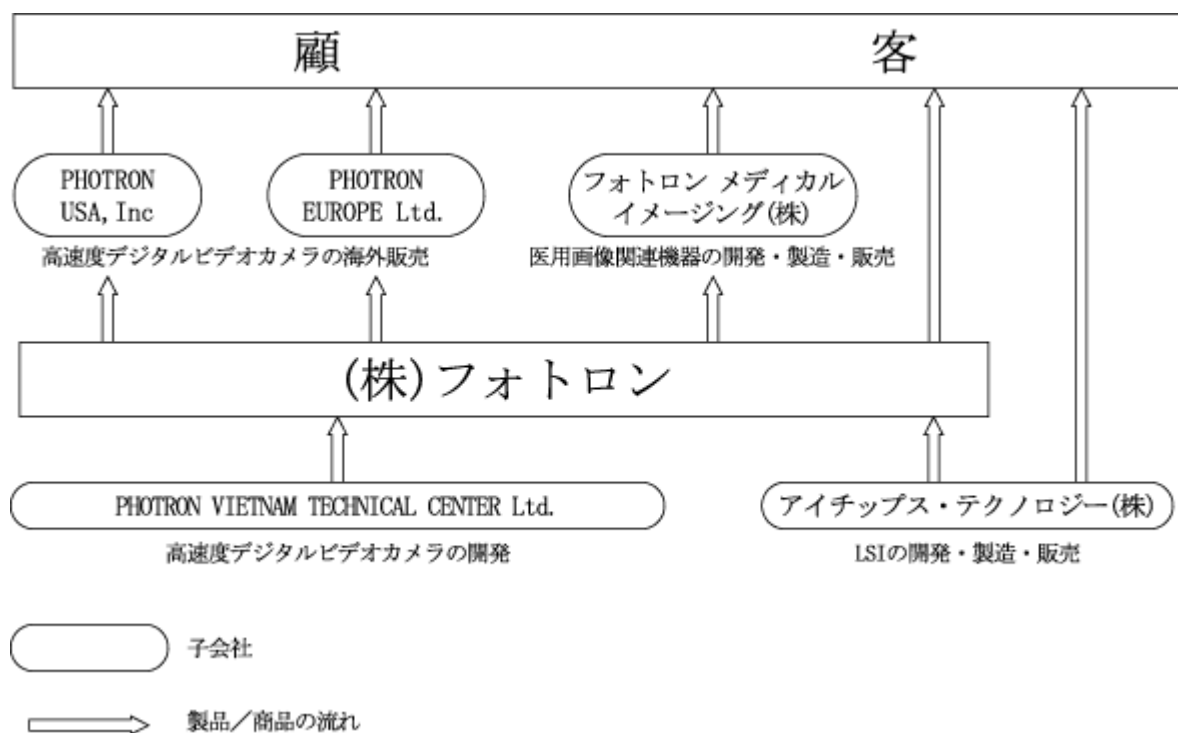 顧客
PHOTRON
USA,Inc
PHOTRON
EUROPE Ltd.
フォトロン メディカル
イメージング(株)
高速度デジタルビデオカメラの海外販売
医用画像関連機器の開発・製造・販売
(株)フォトロン
PHOTRON VIETNAM TECHNICAL CENTER Ltd.
アイチップス・テクノロジー(株)
高速度デジタルビデオカメラの開発
LSIの開発・製造・販売
子会社
製品／商品の流れ